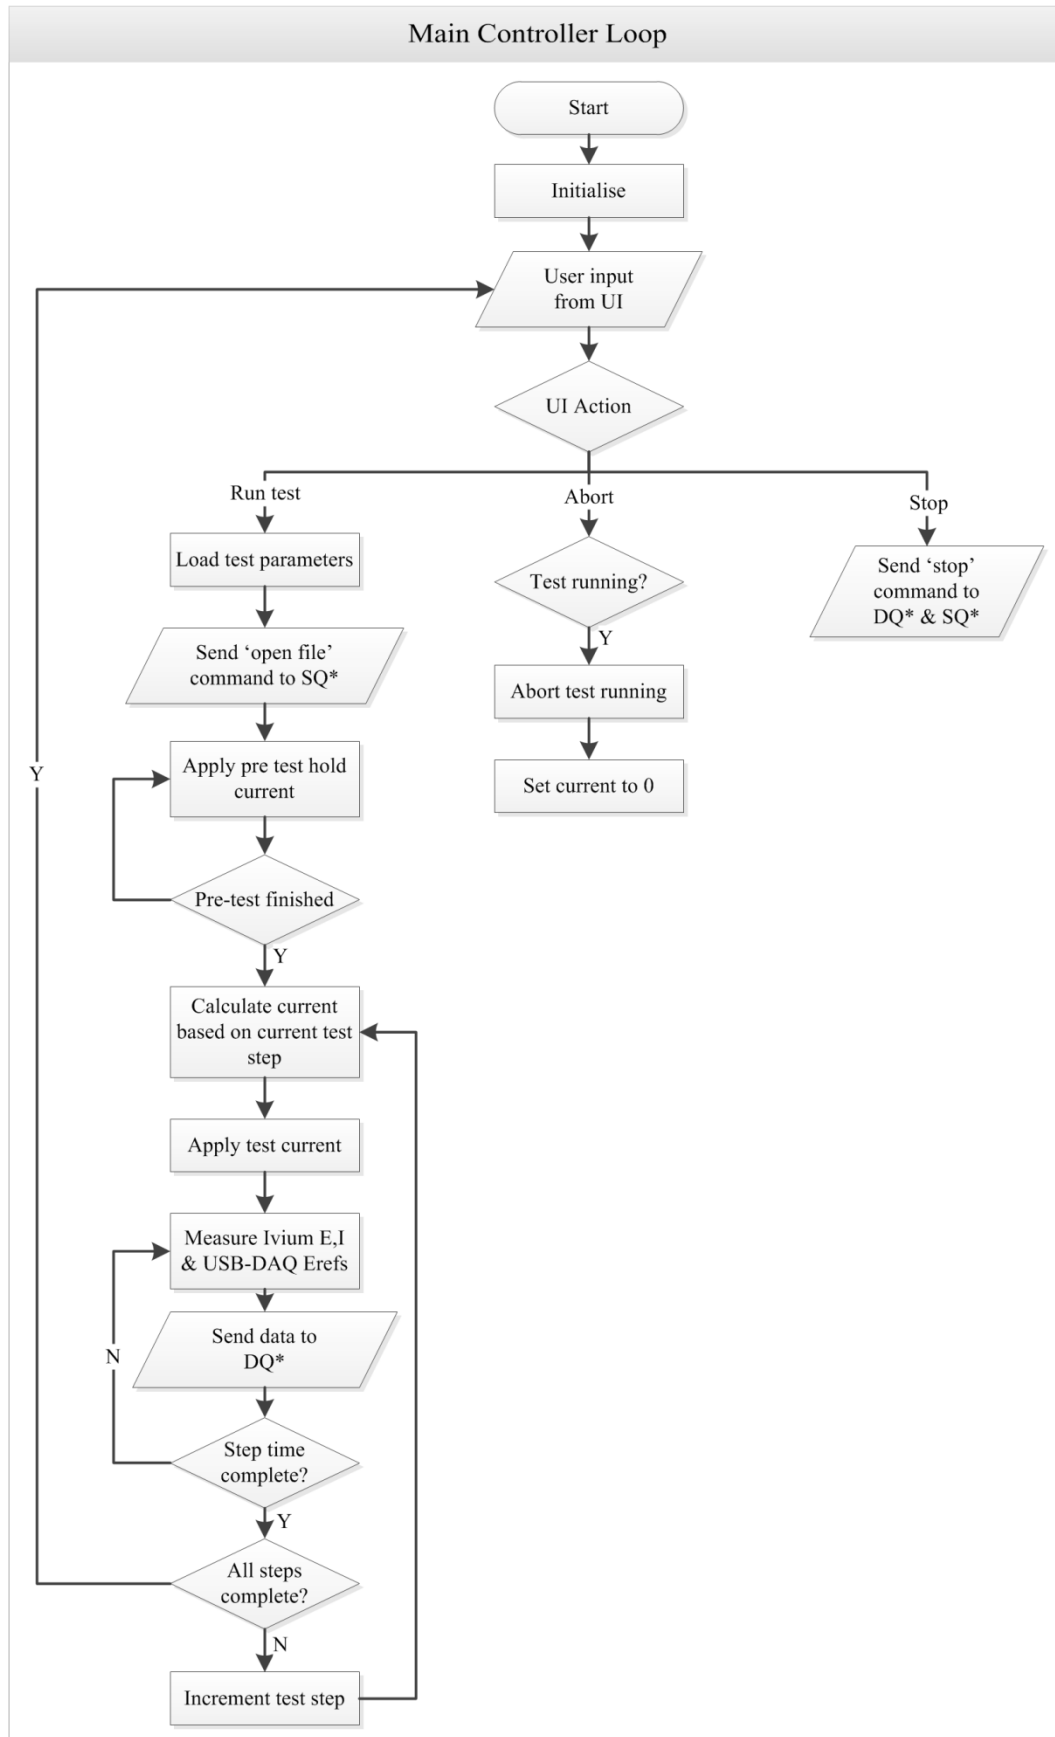 Main Controller Loop
Start
Initialise
User input
from UI
UI Action
Run test
Abort
Stop
Load test parameters
Test running?
Send ‘stop’
command to
DQ* & SQ*
Send ‘open file’
command to SQ*
Y
Abort test running
Apply pre test hold
current
Set current to 0
Y
Pre-test finished
Y
Calculate current
based on current test
step
Apply test current
Measure Ivium E,I
& USB-DAQ Erefs
Send data to
DQ*
N
Step time
complete?
Y
All steps
complete?
N
Increment test step